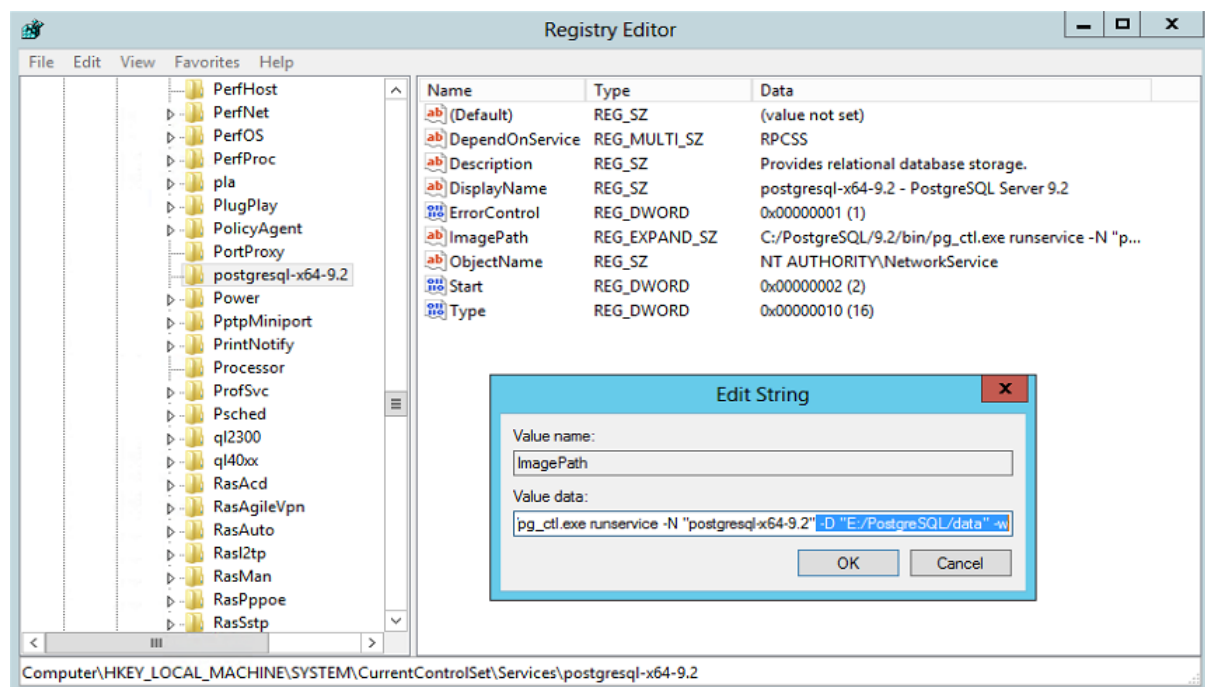 Registry Editor
File Edit View Favorites Help
PerfHost
PerfNet
PerfOS
PerfProc
pla
PlugPlay
PolicyAgent
PortProxy
postgresql-x64-9.2
Power
PptpMiniport
PrintNotify
Processor
ProfSvc
Psched
ql2300
ql40xx
RasAcd
RasAgileVpn
RasAuto
Rasl2tp
RasMan
RasPppoe
RasSstp
Name Type Data
(Default) REG_SZ (value not set)
DependOnService REG_MULTI_SZ RPCSS
Description REG_SZ Provides relational database storage.
DisplayName REG_SZ postgresql-x64-9.2 - PostgreSQL Server 9.2
ErrorControl REG_DWORD 0x00000001 (1)
ImagePath REG_EXPAND_SZ C:/PostgreSQL/9.2/bin/pg_ctl.exe runservice -N "p...
ObjectName REG_SZ NT AUTHORITY\NetworkService
Start REG_DWORD 0x00000002 (2)
Type REG_DWORD 0x00000010 (16)
Edit String
Value name:
ImagePath
Value data:
pg_ctl.exe runservice -N "postgresql-x64-9.2" -D "E:/PostgreSQL/data" -w
OK Cancel
Computer\HKEY_LOCAL_MACHINE\SYSTEM\CurrentControlSet\Services\postgresql-x64-9.2